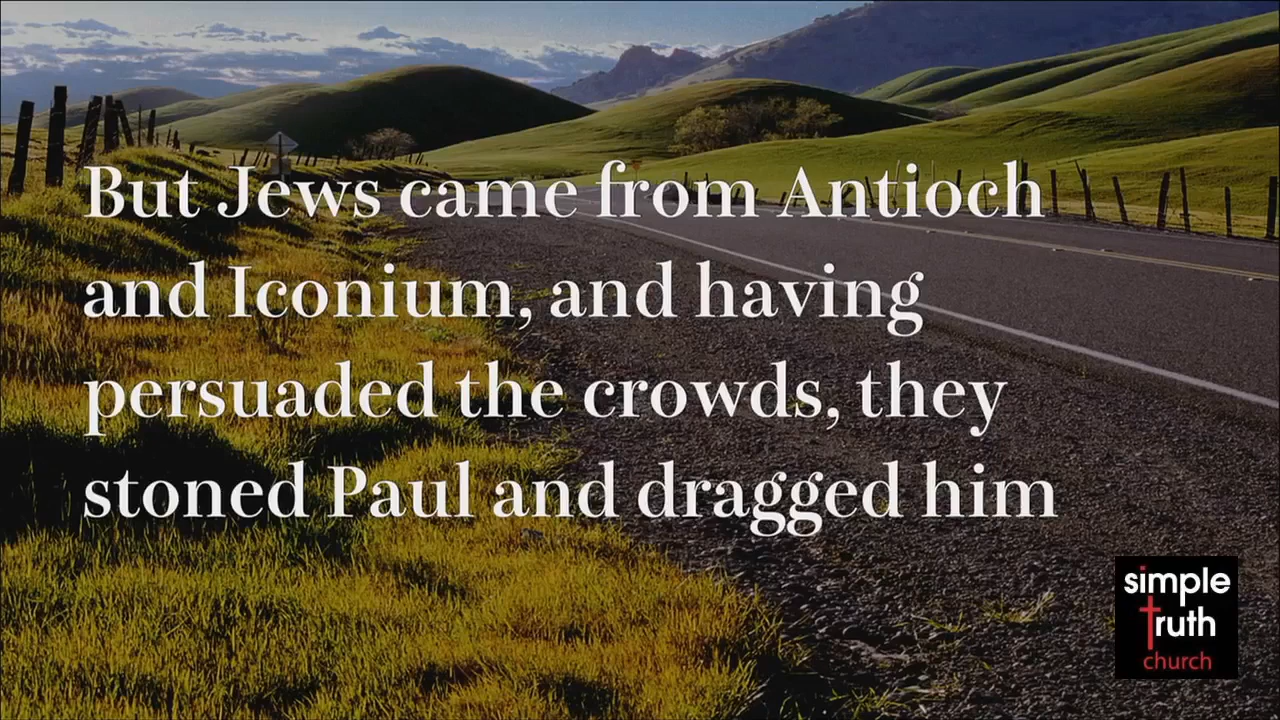 But Jews came from Antioch
and Iconium, and having
persuaded the crowds, they
stoned Paul and dragged him
simple
truth
church